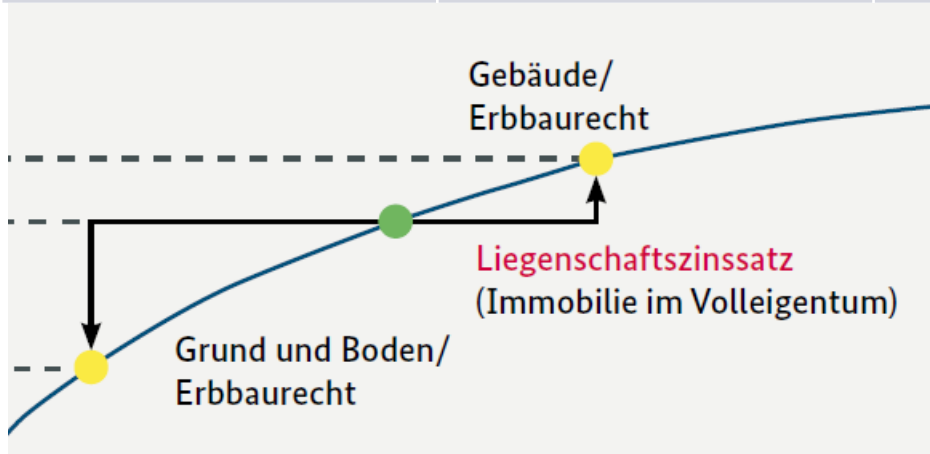 Gebäude/
Erbbaurecht
Liegenschaftszinssatz
(Immobilie im Volleigentum)
Grund und Boden/
Erbbaurecht